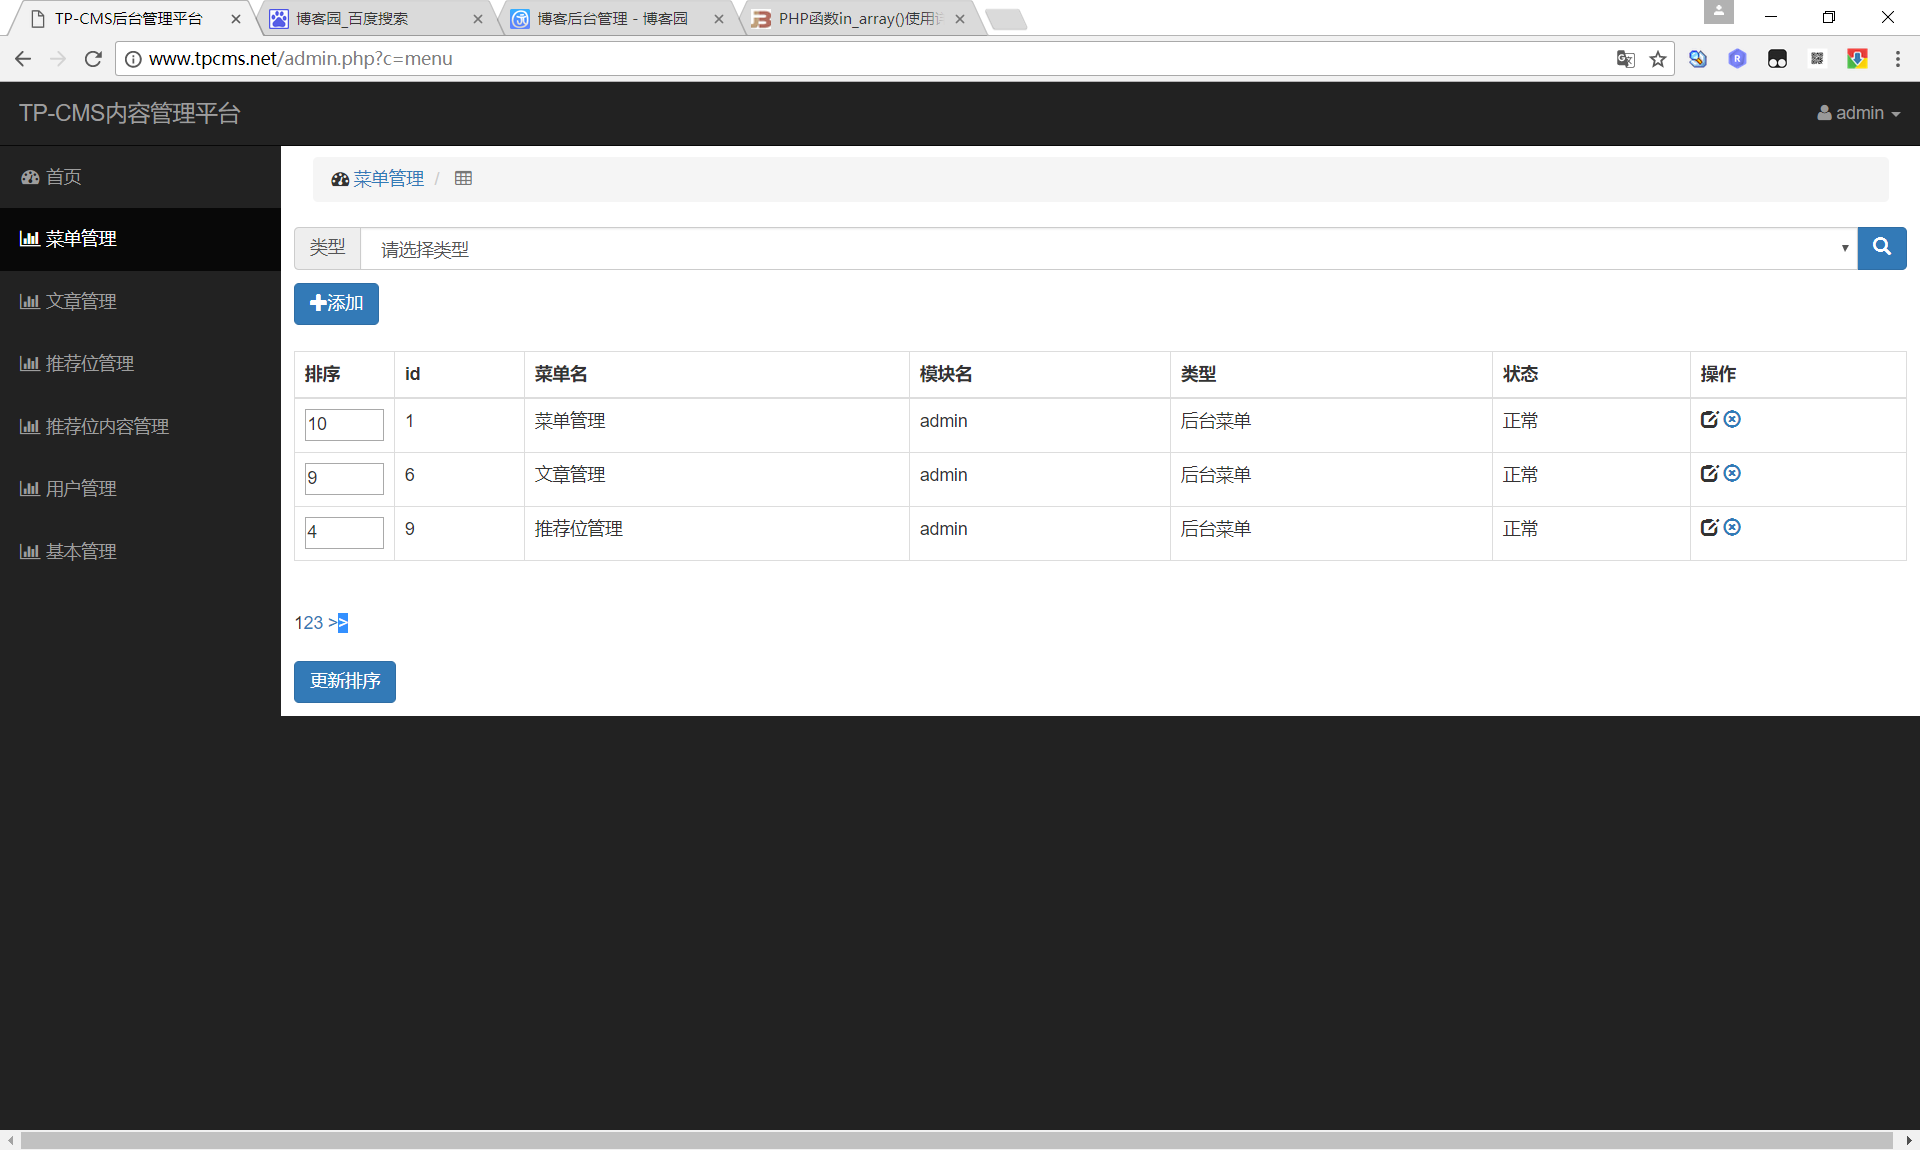 TP-CMS后台管理平台
博客园_百度搜索
博客后台管理 - 博客园
PHP函数in_array()使用
www.tpcms.net/admin.php?c=menu
TP-CMS内容管理平台
admin
首页
菜单管理
文章管理
推荐位管理
推荐位内容管理
用户管理
基本管理
菜单管理 /
类型 请选择类型
添加
排序 id 菜单名 模块名 类型 状态 操作
10 1 菜单管理 admin 后台菜单 正常
9 6 文章管理 admin 后台菜单 正常
4 9 推荐位管理 admin 后台菜单 正常
123 >>
更新排序